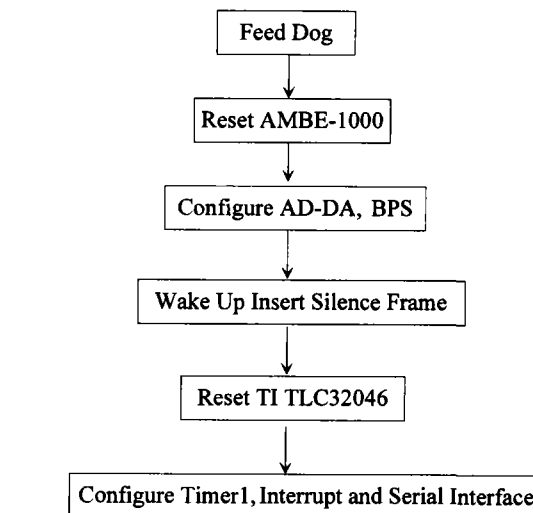 Feed Dog
Reset AMBE-1000
Configure AD-DA, BPS
Wake Up Insert Silence Frame
Reset TI TLC32046
Configure Timer1, Interrupt and Serial Interface